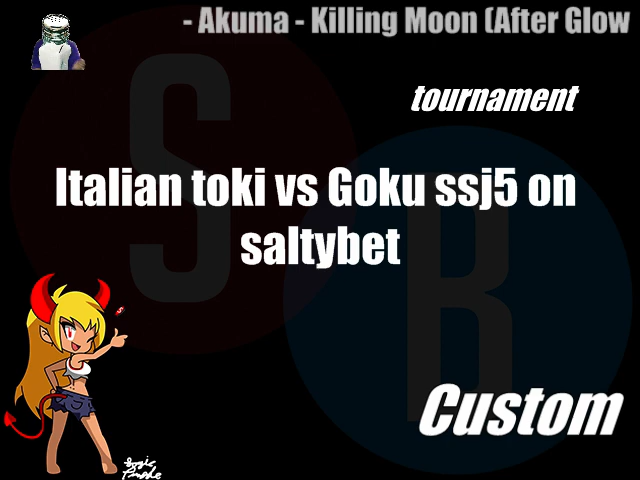 - Akuma - Killing Moon (After Glow
tournament
S
B
Italian toki vs Goku ssj5 on
saltybet
Custom